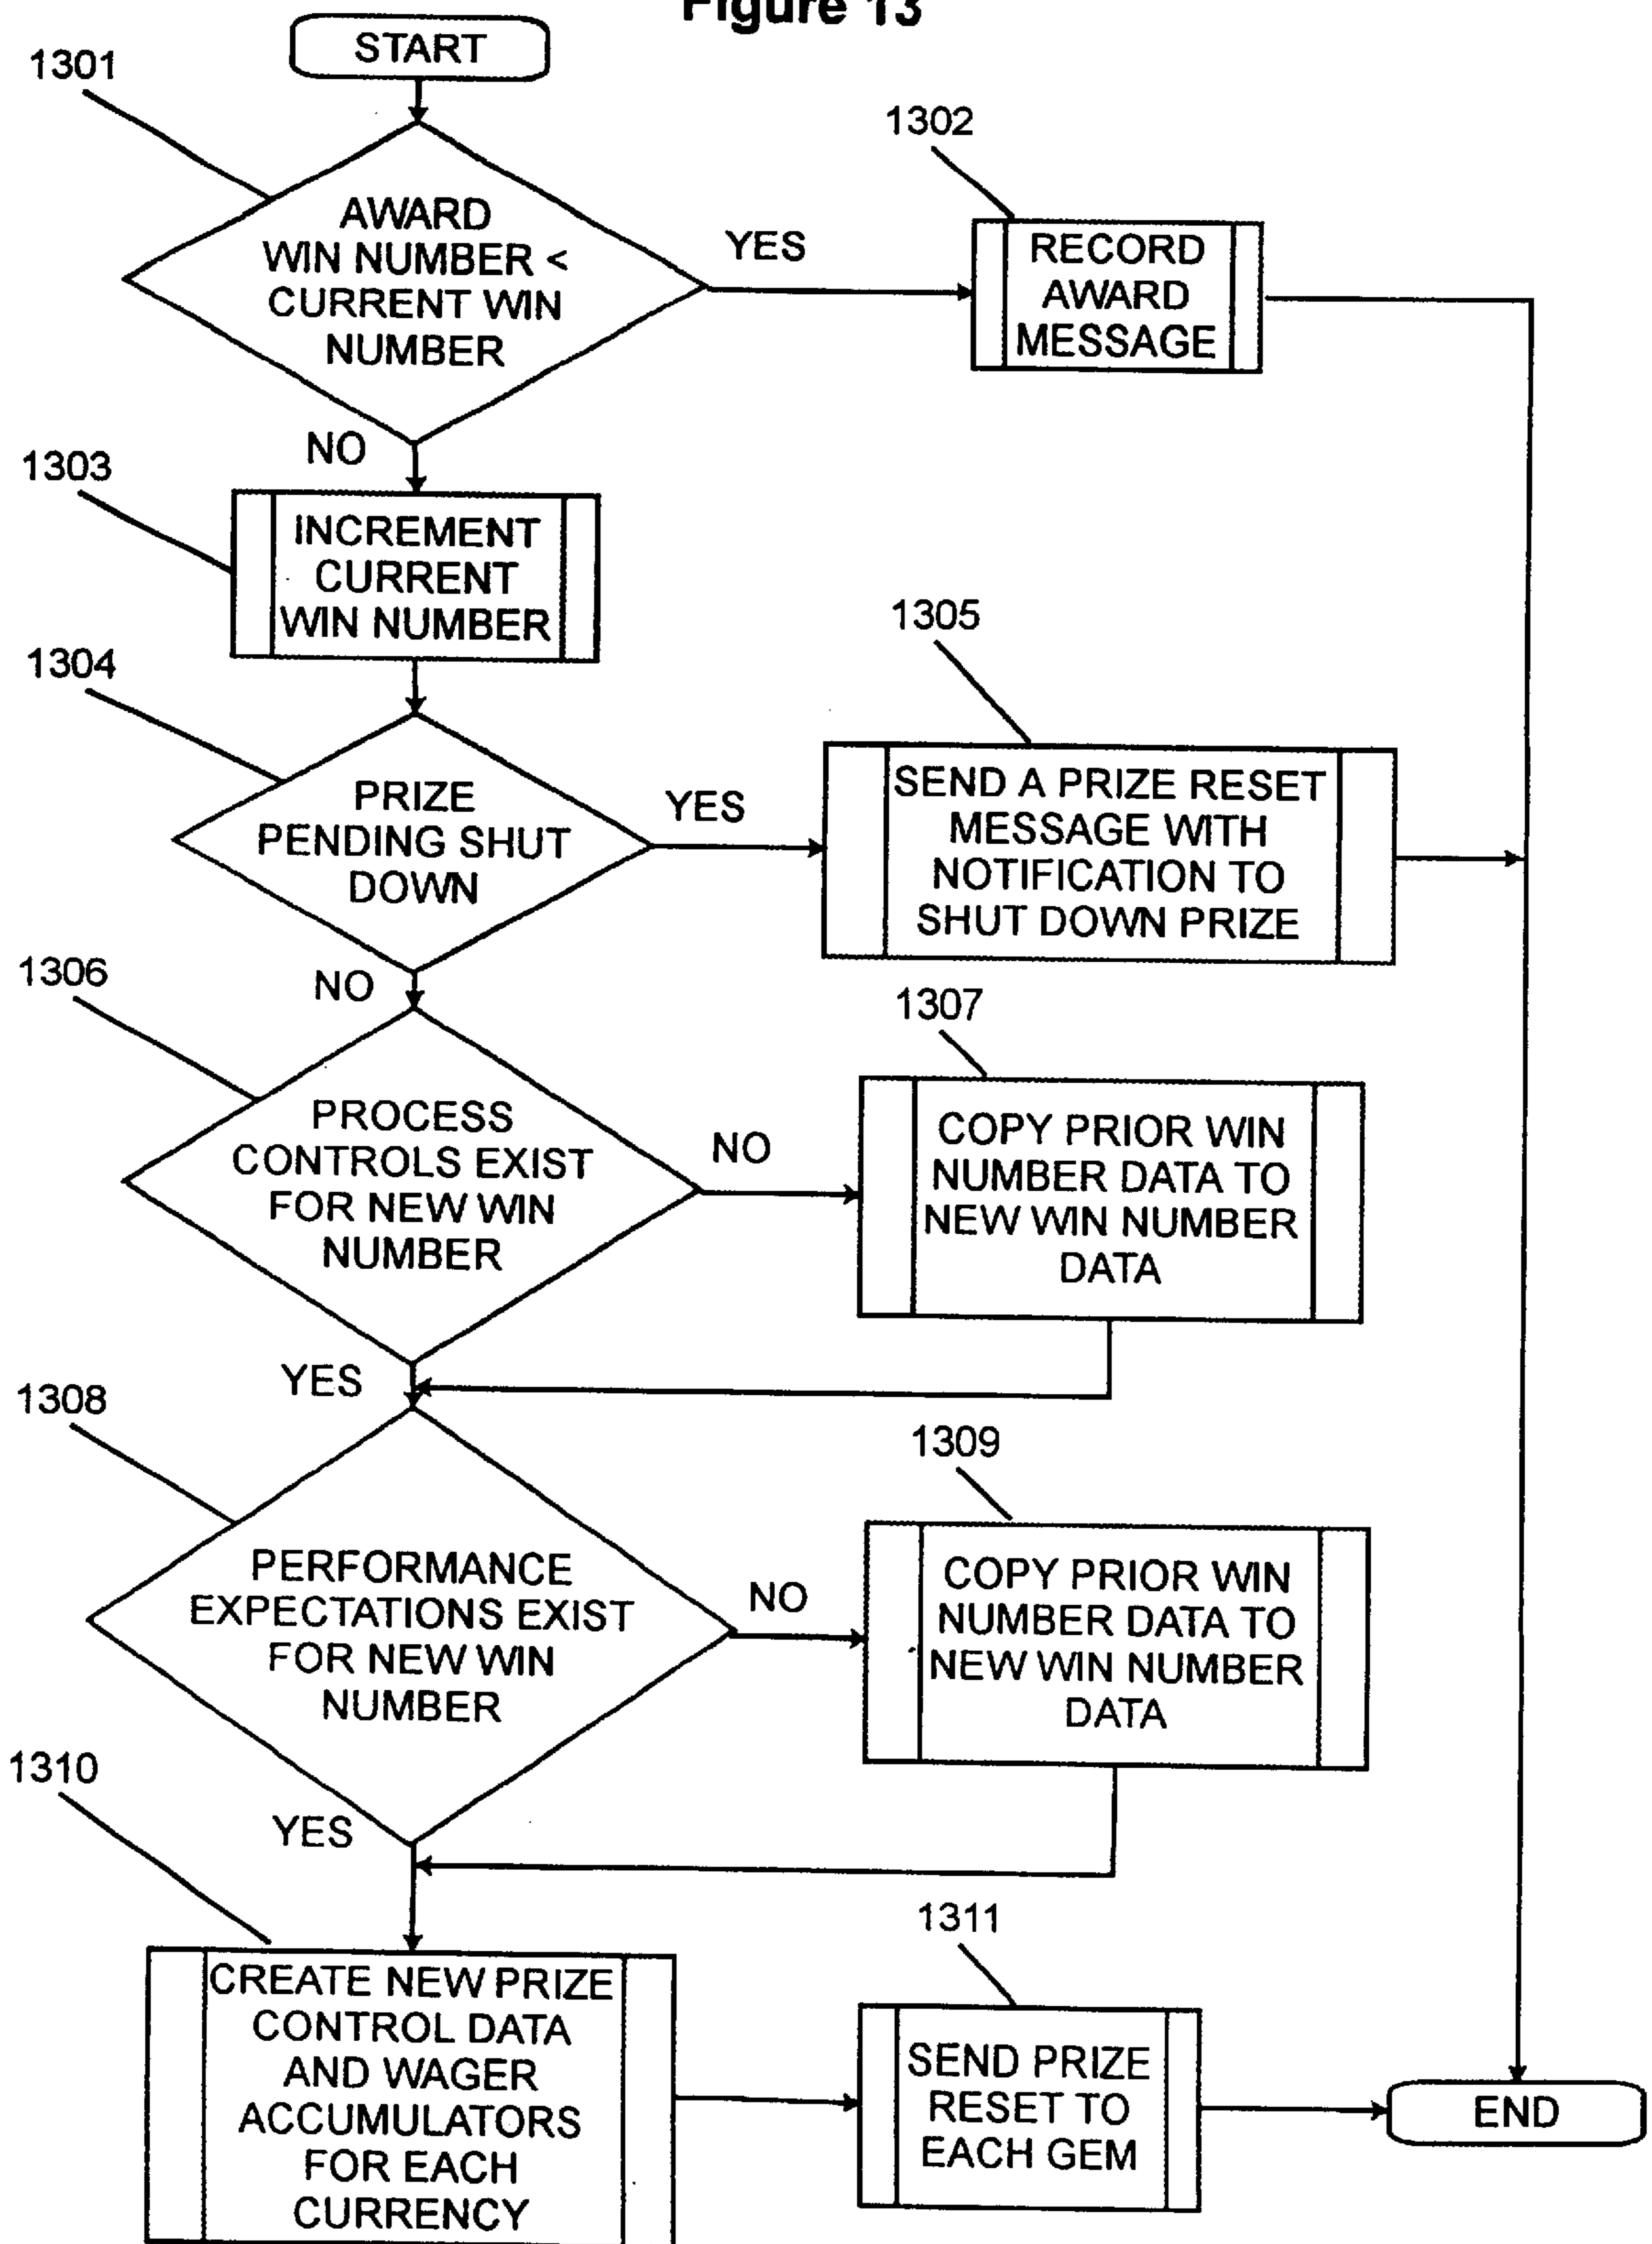 Figure 13
START
1301
AWARD
WIN NUMBER <
CURRENT WIN
NUMBER
YES
1302
RECORD
AWARD
MESSAGE
NO
1303
INCREMENT
CURRENT
WIN NUMBER
1304
PRIZE
PENDING SHUT
DOWN
YES
1305
SEND A PRIZE RESET
MESSAGE WITH
NOTIFICATION TO
SHUT DOWN PRIZE
NO
1306
PROCESS
CONTROLS EXIST
FOR NEW WIN
NUMBER
NO
1307
COPY PRIOR WIN
NUMBER DATA TO
NEW WIN NUMBER
DATA
YES
1308
PERFORMANCE
EXPECTATIONS EXIST
FOR NEW WIN
NUMBER
NO
1309
COPY PRIOR WIN
NUMBER DATA TO
NEW WIN NUMBER
DATA
YES
1310
CREATE NEW PRIZE
CONTROL DATA
AND WAGER
ACCUMULATORS
FOR EACH
CURRENCY
1311
SEND PRIZE
RESET TO
EACH GEM
END